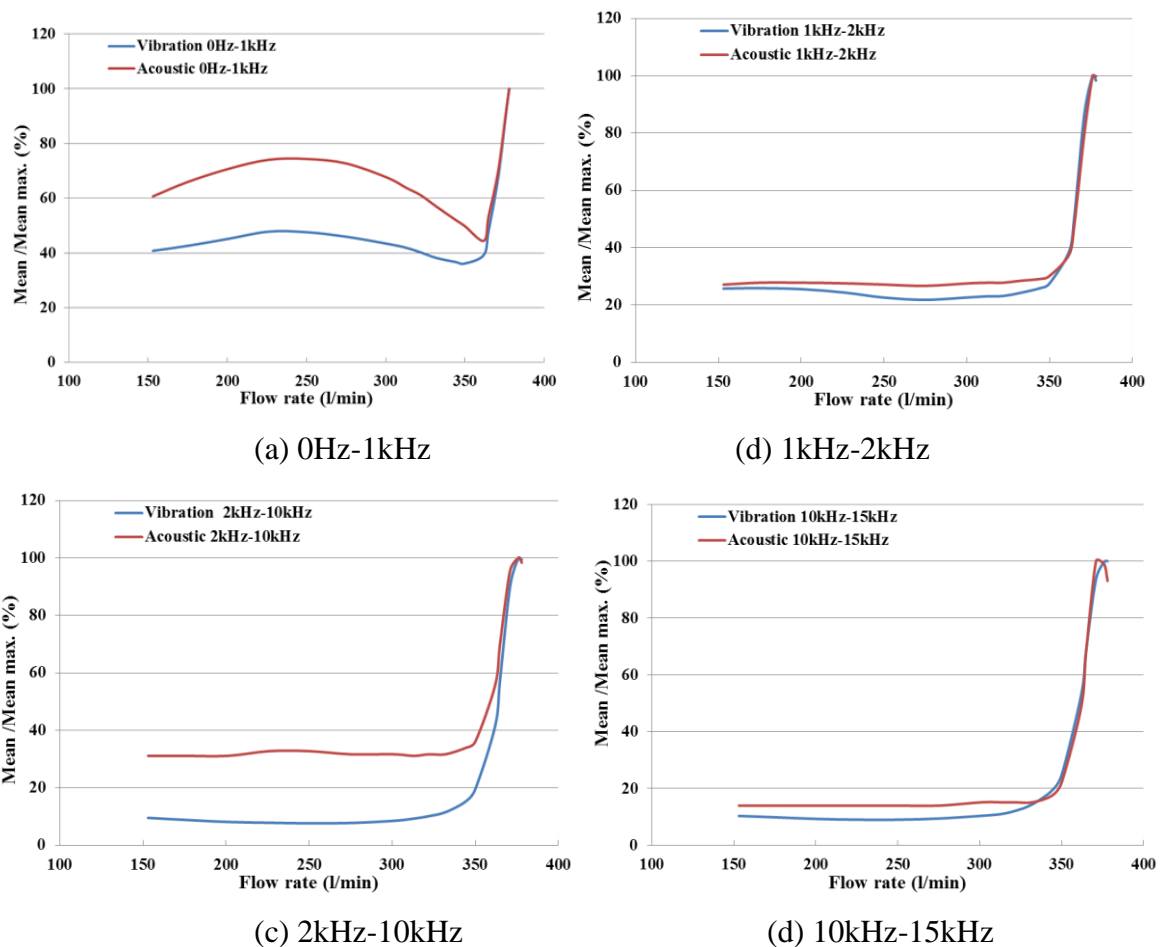 120
Vibration 0Hz-1kHz
Acoustic 0Hz-1kHz
100
80
60
40
20
0
Mean /Mean max. (%)
100 150 200 250 300 350 400
Flow rate (l/min)
(a) 0Hz-1kHz
120
Vibration 1kHz-2kHz
Acoustic 1kHz-2kHz
100
80
60
40
20
0
Mean /Mean max. (%)
100 150 200 250 300 350 400
Flow rate (l/min)
(d) 1kHz-2kHz
120
Vibration 2kHz-10kHz
Acoustic 2kHz-10kHz
100
80
60
40
20
0
Mean /Mean max. (%)
100 150 200 250 300 350 400
Flow rate (l/min)
(c) 2kHz-10kHz
120
Vibration 10kHz-15kHz
Acoustic 10kHz-15kHz
100
80
60
40
20
0
Mean /Mean max. (%)
100 150 200 250 300 350 400
Flow rate (l/min)
(d) 10kHz-15kHz